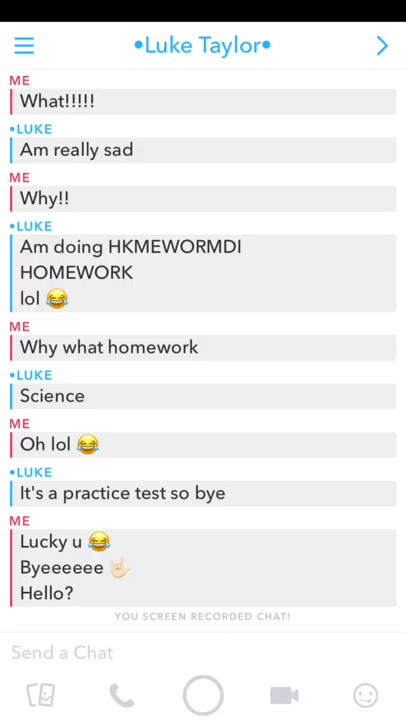 •Luke Taylor•
ME
What!!!!!
•LUKE
Am really sad
ME
Why!!
•LUKE
Am doing HKMEWORMDI
HOMEWORK
lol 😂
ME
Why what homework
•LUKE
Science
ME
Oh lol 😂
•LUKE
It's a practice test so bye
ME
Lucky u 😂
Byeeeeee 🤟🏻
Hello?
YOU SCREEN RECORDED CHAT!
Send a Chat